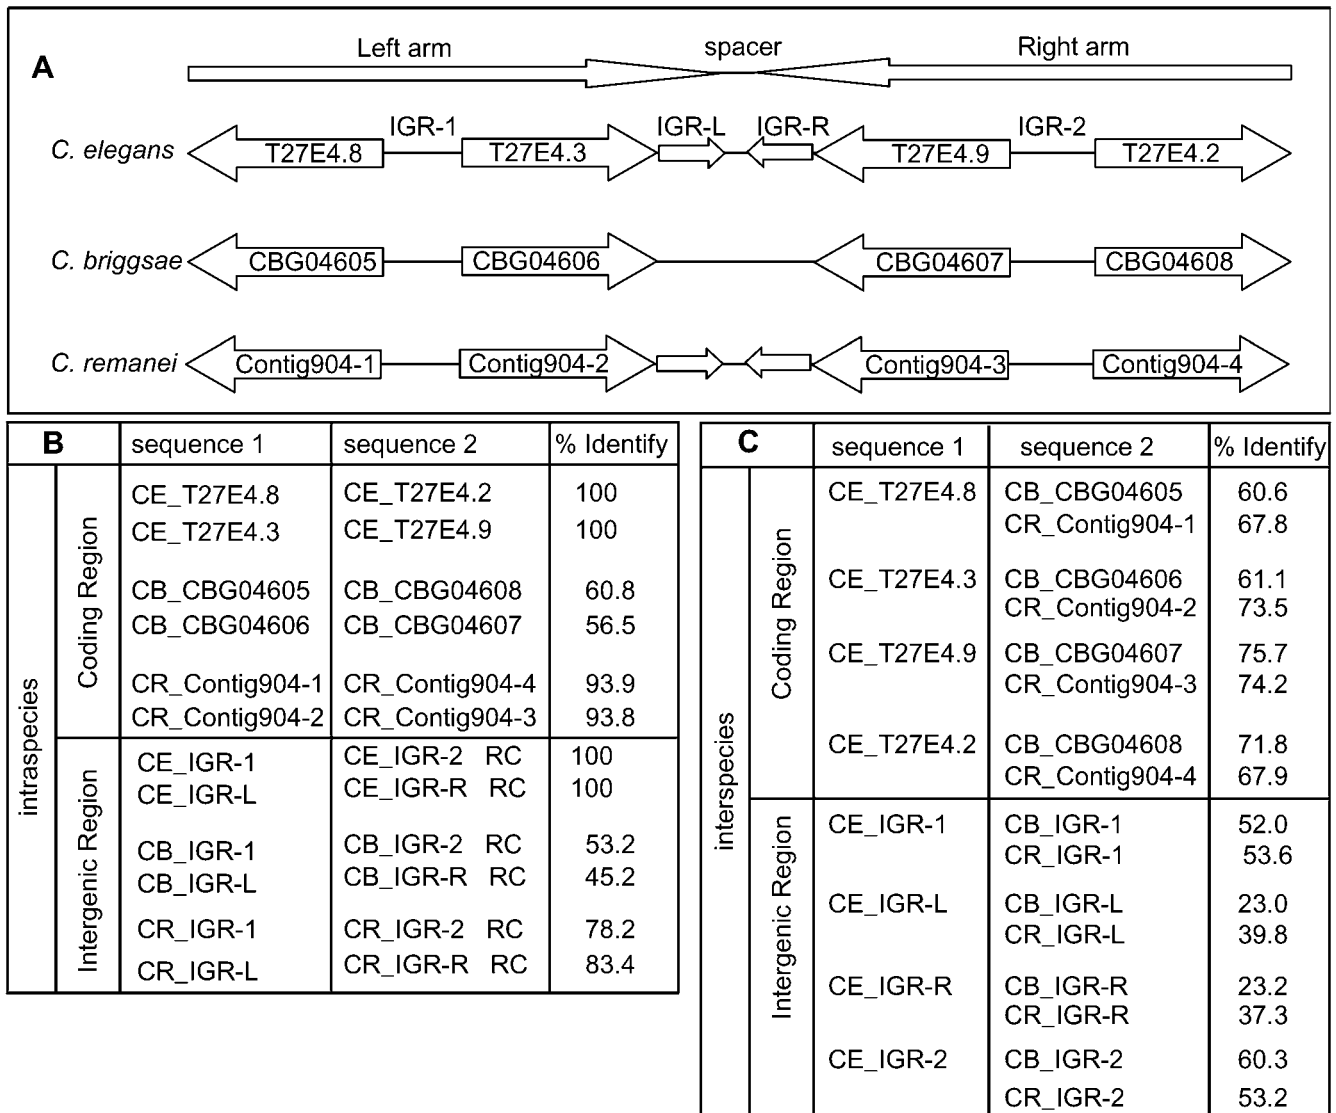 A
Left arm spacer Right arm
IGR-1 IGR-L IGR-R IGR-2
C. elegans T27E4.8 T27E4.3 T27E4.9 T27E4.2
C. briggsae CBG04605 CBG04606 CBG04607 CBG04608
C. remanei Contig904-1 Contig904-2 Contig904-3 Contig904-4
B sequence 1 sequence 2 % Identify
intraspecies
Coding Region
CE_T27E4.8 CE_T27E4.2 100
CE_T27E4.3 CE_T27E4.9 100
CB_CBG04605 CB_CBG04608 60.8
CB_CBG04606 CB_CBG04607 56.5
CR_Contig904-1 CR_Contig904-4 93.9
CR_Contig904-2 CR_Contig904-3 93.8
Intergenic Region
CE_IGR-1 CE_IGR-2 RC 100
CE_IGR-L CE_IGR-R RC 100
CB_IGR-1 CB_IGR-2 RC 53.2
CB_IGR-L CB_IGR-R RC 45.2
CR_IGR-1 CR_IGR-2 RC 78.2
CR_IGR-L CR_IGR-R RC 83.4
C sequence 1 sequence 2 % Identify
interspecies
Coding Region
CE_T27E4.8 CB_CBG04605 60.6
CR_Contig904-1 67.8
CE_T27E4.3 CB_CBG04606 61.1
CR_Contig904-2 73.5
CE_T27E4.9 CB_CBG04607 75.7
CR_Contig904-3 74.2
CE_T27E4.2 CB_CBG04608 71.8
CR_Contig904-4 67.9
Intergenic Region
CE_IGR-1 CB_IGR-1 52.0
CR_IGR-1 53.6
CE_IGR-L CB_IGR-L 23.0
CR_IGR-L 39.8
CE_IGR-R CB_IGR-R 23.2
CR_IGR-R 37.3
CE_IGR-2 CB_IGR-2 60.3
CR_IGR-2 53.2